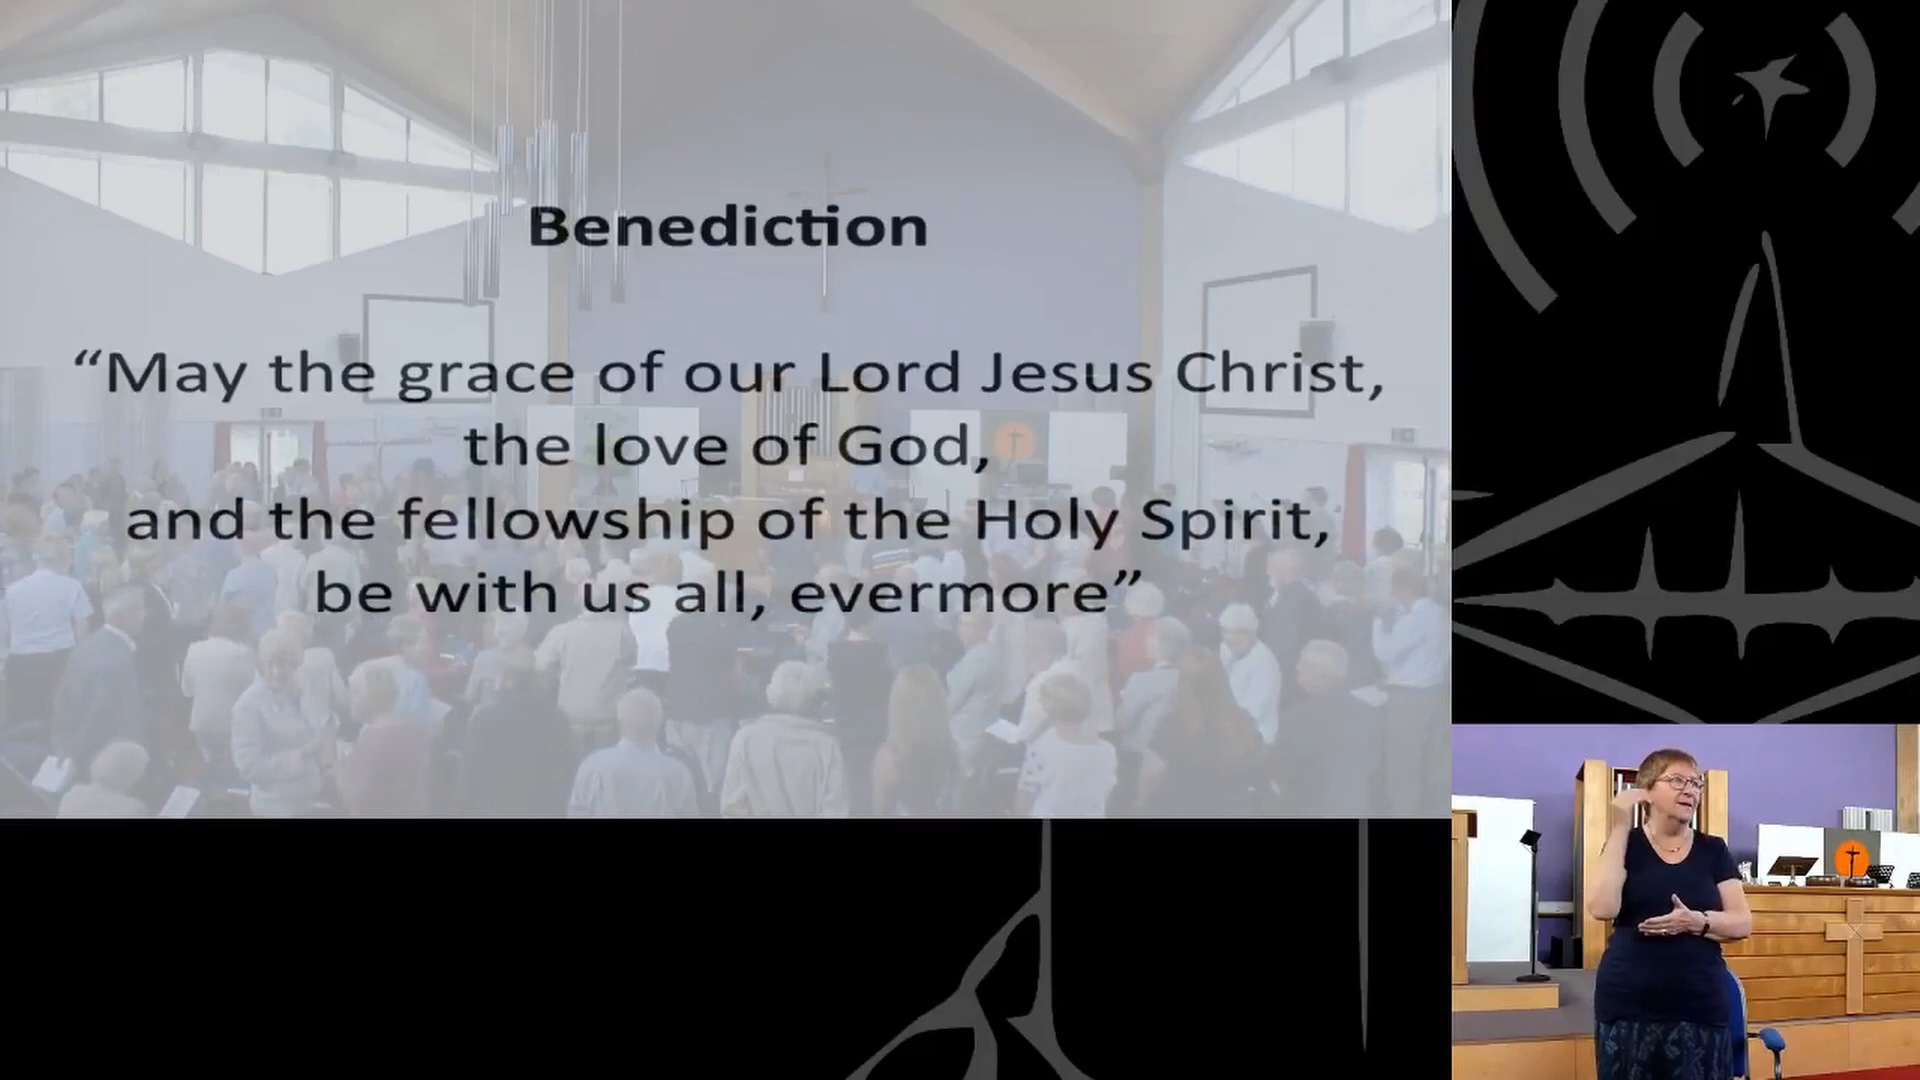 Benediction
“May the grace of our Lord Jesus Christ,
the love of God,
and the fellowship of the Holy Spirit,
be with us all, evermore”